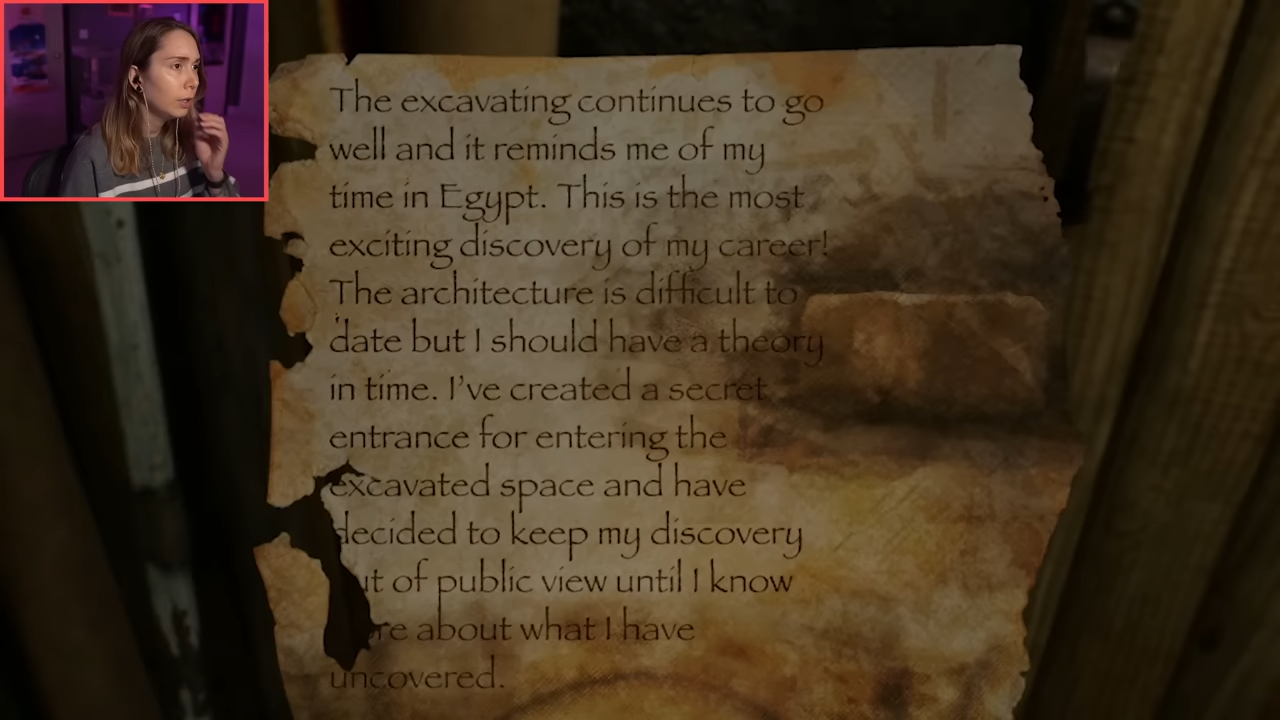 The excavating continues to go
well and it reminds me of my
time in Egypt. This is the most
exciting discovery of my career!
The architecture is difficult to
date but I should have a theory
in time. I've created a secret
entrance for entering the
excavated space and have
decided to keep my discovery
out of public view until I know
more about what I have
uncovered.